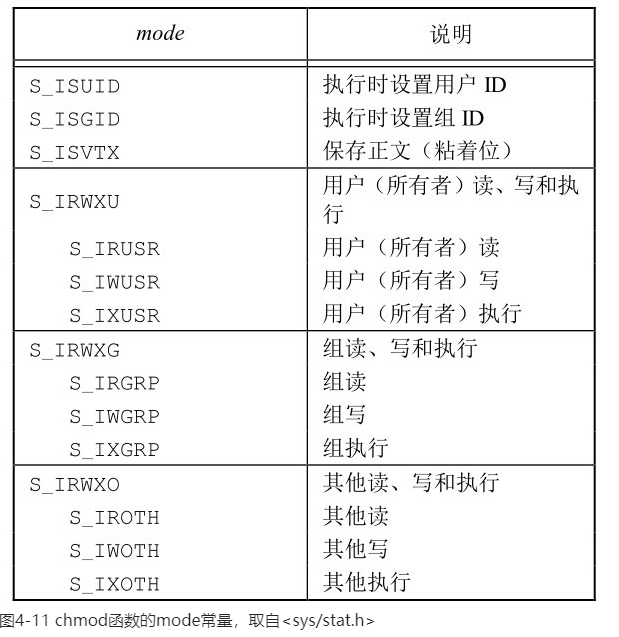 mode 说明
S_ISUID 执行时设置用户 ID
S_ISGID 执行时设置组 ID
S_ISVTX 保存正文（粘着位）
S_IRWXU 用户（所有者）读、写和执
行
S_IRUSR 用户（所有者）读
S_IWUSR 用户（所有者）写
S_IXUSR 用户（所有者）执行
S_IRWXG 组读、写和执行
S_IRGRP 组读
S_IWGRP 组写
S_IXGRP 组执行
S_IRWXO 其他读、写和执行
S_IROTH 其他读
S_IWOTH 其他写
S_IXOTH 其他执行
图4-11 chmod函数的mode常量，取自<sys/stat.h>